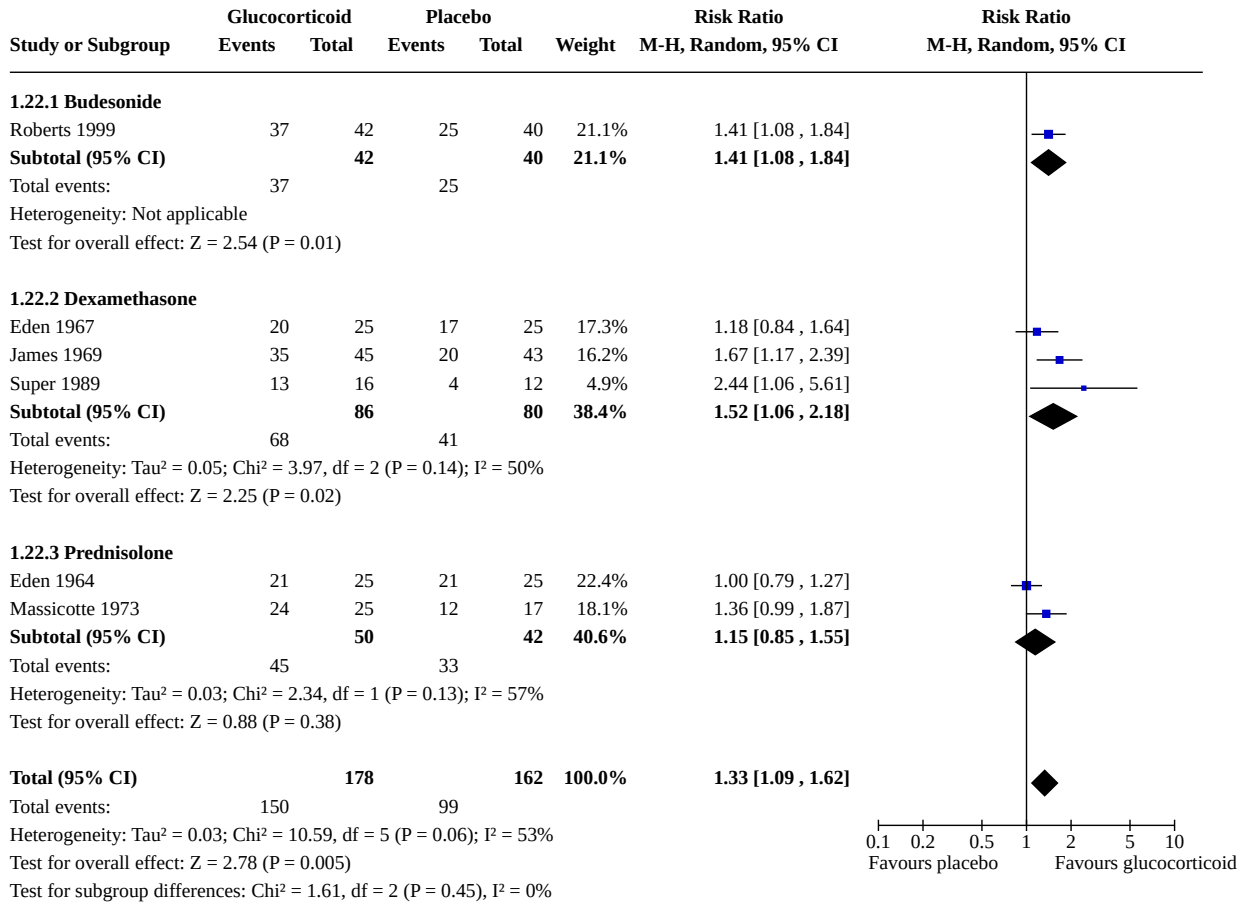 Glucocorticoid Placebo Risk Ratio Risk Ratio
Study or Subgroup Events Total Events Total Weight M-H, Random, 95% CI M-H, Random, 95% CI
1.22.1 Budesonide
Roberts 1999 37 42 25 40 21.1% 1.41 [1.08 , 1.84]
Subtotal (95% CI) 42 40 21.1% 1.41 [1.08 , 1.84]
Total events: 37 25
Heterogeneity: Not applicable
Test for overall effect: Z = 2.54 (P = 0.01)
1.22.2 Dexamethasone
Eden 1967 20 25 17 25 17.3% 1.18 [0.84 , 1.64]
James 1969 35 45 20 43 16.2% 1.67 [1.17 , 2.39]
Super 1989 13 16 4 12 4.9% 2.44 [1.06 , 5.61]
Subtotal (95% CI) 86 80 38.4% 1.52 [1.06 , 2.18]
Total events: 68 41
Heterogeneity: Tau² = 0.05; Chi² = 3.97, df = 2 (P = 0.14); I² = 50%
Test for overall effect: Z = 2.25 (P = 0.02)
1.22.3 Prednisolone
Eden 1964 21 25 21 25 22.4% 1.00 [0.79 , 1.27]
Massicotte 1973 24 25 12 17 18.1% 1.36 [0.99 , 1.87]
Subtotal (95% CI) 50 42 40.6% 1.15 [0.85 , 1.55]
Total events: 45 33
Heterogeneity: Tau² = 0.03; Chi² = 2.34, df = 1 (P = 0.13); I² = 57%
Test for overall effect: Z = 0.88 (P = 0.38)
Total (95% CI) 178 162 100.0% 1.33 [1.09 , 1.62]
Total events: 150 99
Heterogeneity: Tau² = 0.03; Chi² = 10.59, df = 5 (P = 0.06); I² = 53%
0.1 0.2 0.5 1 2 5 10
Test for overall effect: Z = 2.78 (P = 0.005)
Favours placebo Favours glucocorticoid
Test for subgroup differences: Chi² = 1.61, df = 2 (P = 0.45), I² = 0%